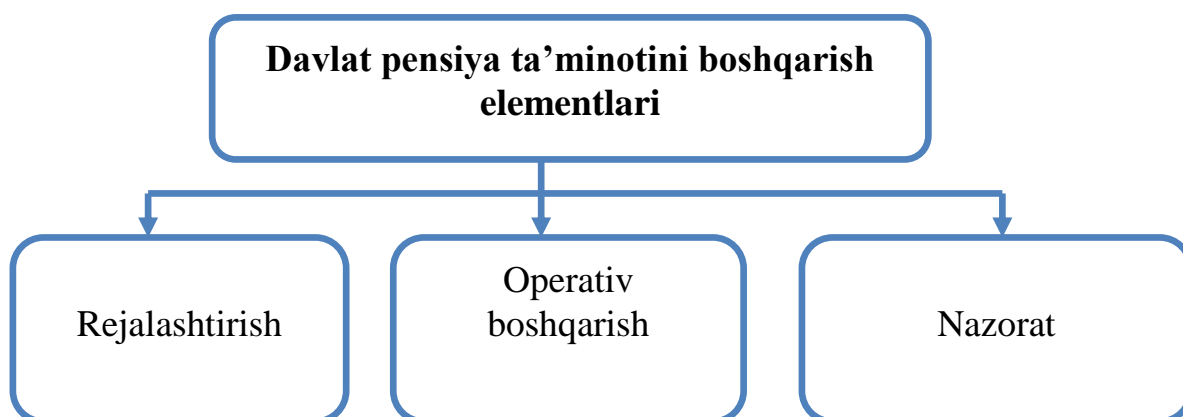 Davlat pensiya ta’minotini boshqarish
elementlari
Rejalashtirish
Operativ
boshqarish
Nazorat